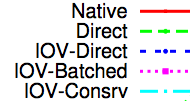 Native
Direct
IOV-Direct
IOV-Batched
IOV-Consrv